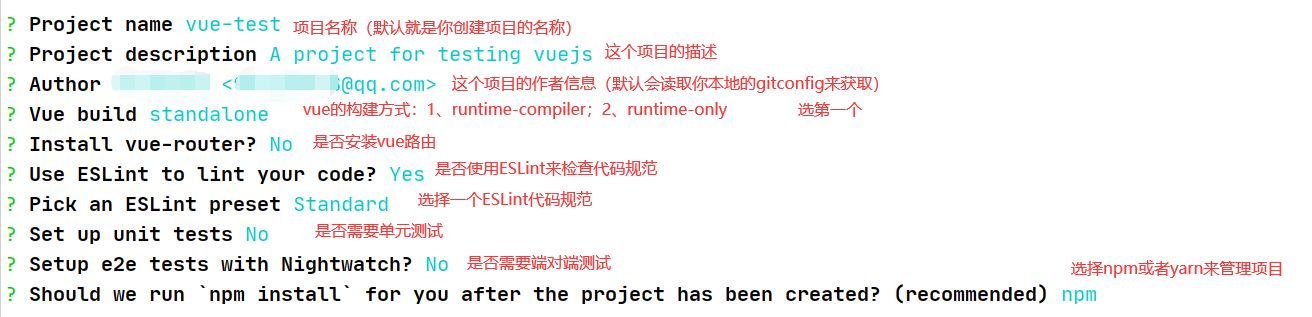 ? Project name vue-test 项目名称（默认就是你创建项目的名称）
? Project description A project for testing vuejs 这个项目的描述
? Author < @qq.com> 这个项目的作者信息（默认会读取你本地的gitconfig来获取）
? Vue build standalone vue的构建方式：1、runtime-compiler；2、runtime-only 选第一个
? Install vue-router? No 是否安装vue路由
? Use ESLint to lint your code? Yes 是否使用ESLint来检查代码规范
? Pick an ESLint preset Standard 选择一个ESLint代码规范
? Set up unit tests No 是否需要单元测试
? Setup e2e tests with Nightwatch? No 是否需要端对端测试
选择npm或者yarn来管理项目
? Should we run `npm install` for you after the project has been created? (recommended) npm